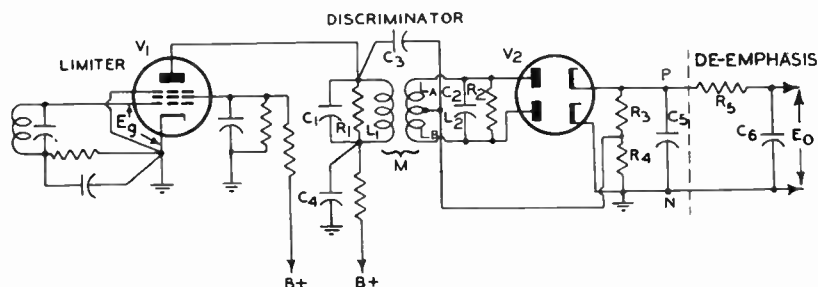 DISCRIMINATOR
LIMITER
V1
C3
V2
DE-EMPHASIS
Eg
C1
R1
L1
M
L-A
C2
R2
L2
B
P
R3
C5
R4
N
R5
C6
E0
C4
B+
B+